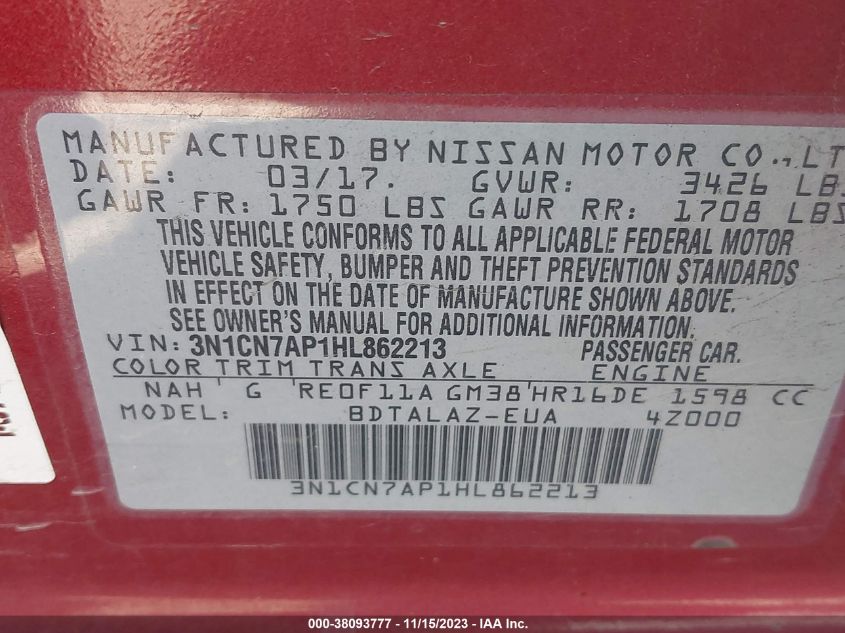 MANUFACTURED BY NISSAN MOTOR CO., LT
DATE: 03/17. GVWR: 3426 LBS
GAWR FR: 1750 LBS GAWR RR: 1708 LBS
THIS VEHICLE CONFORMS TO ALL APPLICABLE FEDERAL MOTOR
VEHICLE SAFETY, BUMPER AND THEFT PREVENTION STANDARDS
IN EFFECT ON THE DATE OF MANUFACTURE SHOWN ABOVE.
SEE OWNER'S MANUAL FOR ADDITIONAL INFORMATION.
VIN: 3N1CN7AP1HL862213 PASSENGER CAR.
COLOR TRIM TRANS AXLE ENGINE
NAH G RE0F11A GM38 HR16DE 1598 CC
MODEL: BDTALAZ-EUA 4Z000
3N1CN7AP1HL862213
000-38093777 - 11/15/2023 - IAA Inc.